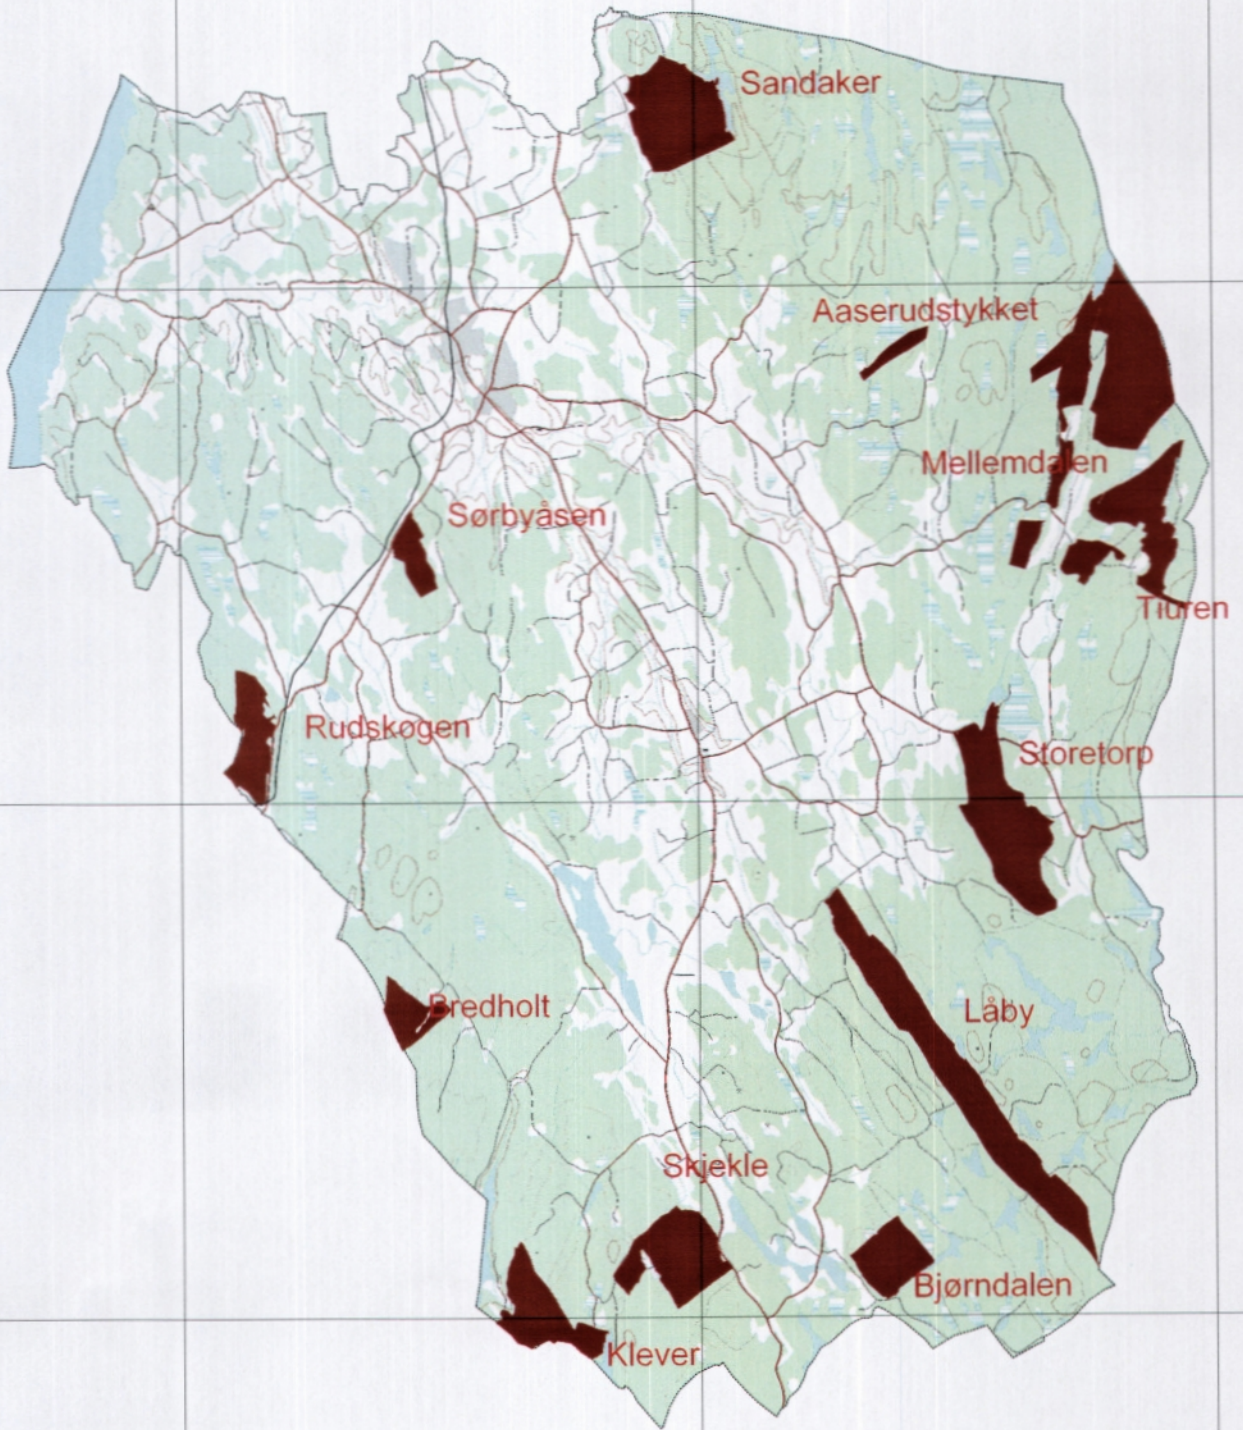 Sandaker
Aaserudstykket
Mellemdalen
Sørbyåsen
Tiuren
Rudskogen
Storetorp
Bredholt
Låby
Skjekle
Bjørndalen
Klever